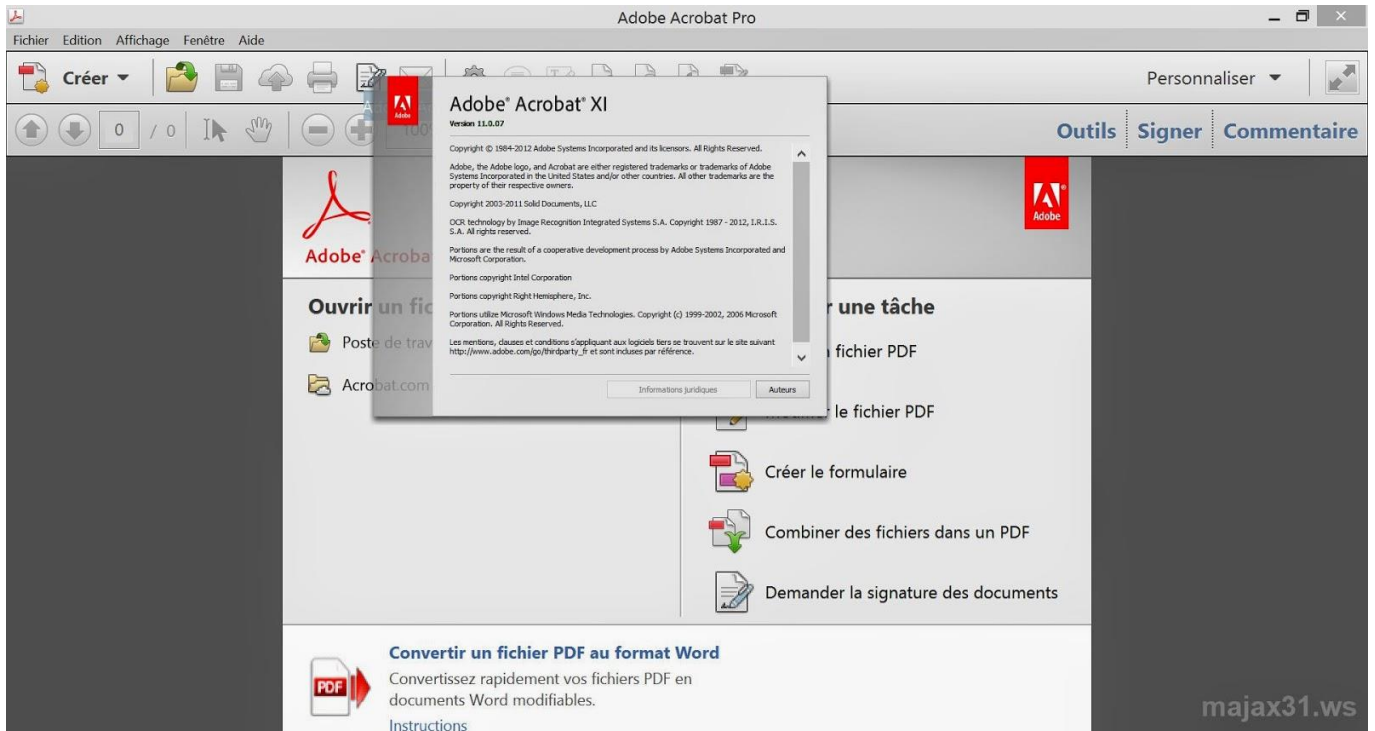 Adobe Acrobat Pro
Fichier Edition Affichage Fenêtre Aide
Créer
Personnaliser
0 / 0
100
Outils Signer Commentaire
Adobe
Adobe® Acrobat® XI
Version 11.0.07
Copyright © 1984-2012 Adobe Systems Incorporated and its licensors. All Rights Reserved.
Adobe, the Adobe logo, and Acrobat are either registered trademarks or trademarks of Adobe
Systems Incorporated in the United States and/or other countries. All other trademarks are the
property of their respective owners.
Copyright 2003-2011 Solid Documents, LLC
OCR technology by Image Recognition Integrated Systems S.A. Copyright 1987 - 2012, I.R.I.S.
S.A. All rights reserved.
Portions are the result of a cooperative development process by Adobe Systems Incorporated and
Microsoft Corporation.
Portions copyright Intel Corporation
Portions copyright Right Hemisphere, Inc.
Portions utilize Microsoft Windows Media Technologies. Copyright (c) 1999-2002, 2006 Microsoft
Corporation. All Rights Reserved.
Les mentions, clauses et conditions s'appliquant aux logiciels tiers se trouvent sur le site suivant
http://www.adobe.com/go/thirdparty_fr et sont incluses par référence.
Informations juridiques Auteurs
Adobe® Acroba
Adobe
Ouvrir un fic
Poste de trav
Acrobat.com
r une tâche
fichier PDF
le fichier PDF
Créer le formulaire
Combiner des fichiers dans un PDF
Demander la signature des documents
PDF
Convertir un fichier PDF au format Word
Convertissez rapidement vos fichiers PDF en
documents Word modifiables.
Instructions
majax31.ws